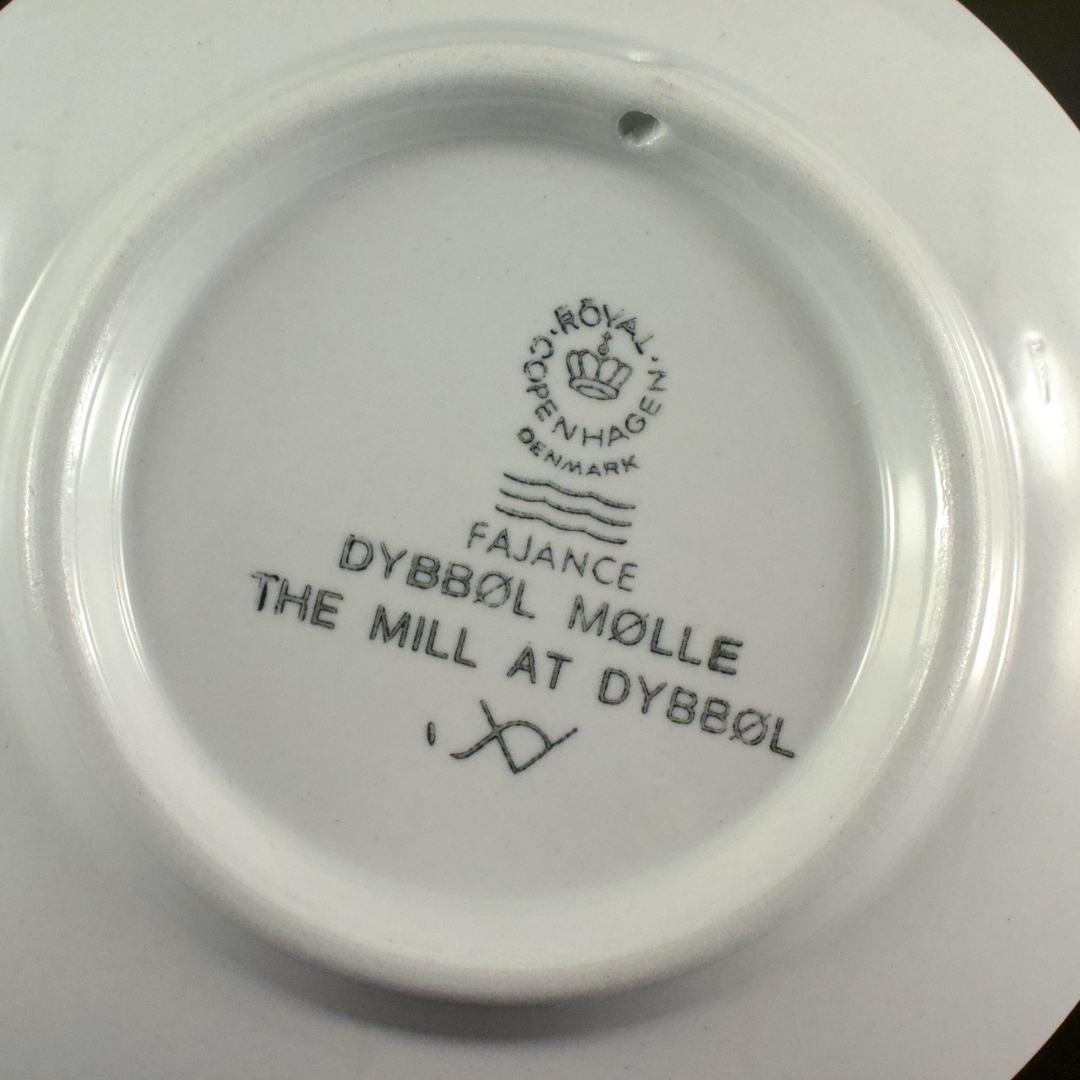 ROYAL
COPENHAGEN
DENMARK
FAJANCE
DYBBØL MØLLE
THE MILL AT DYBBØL